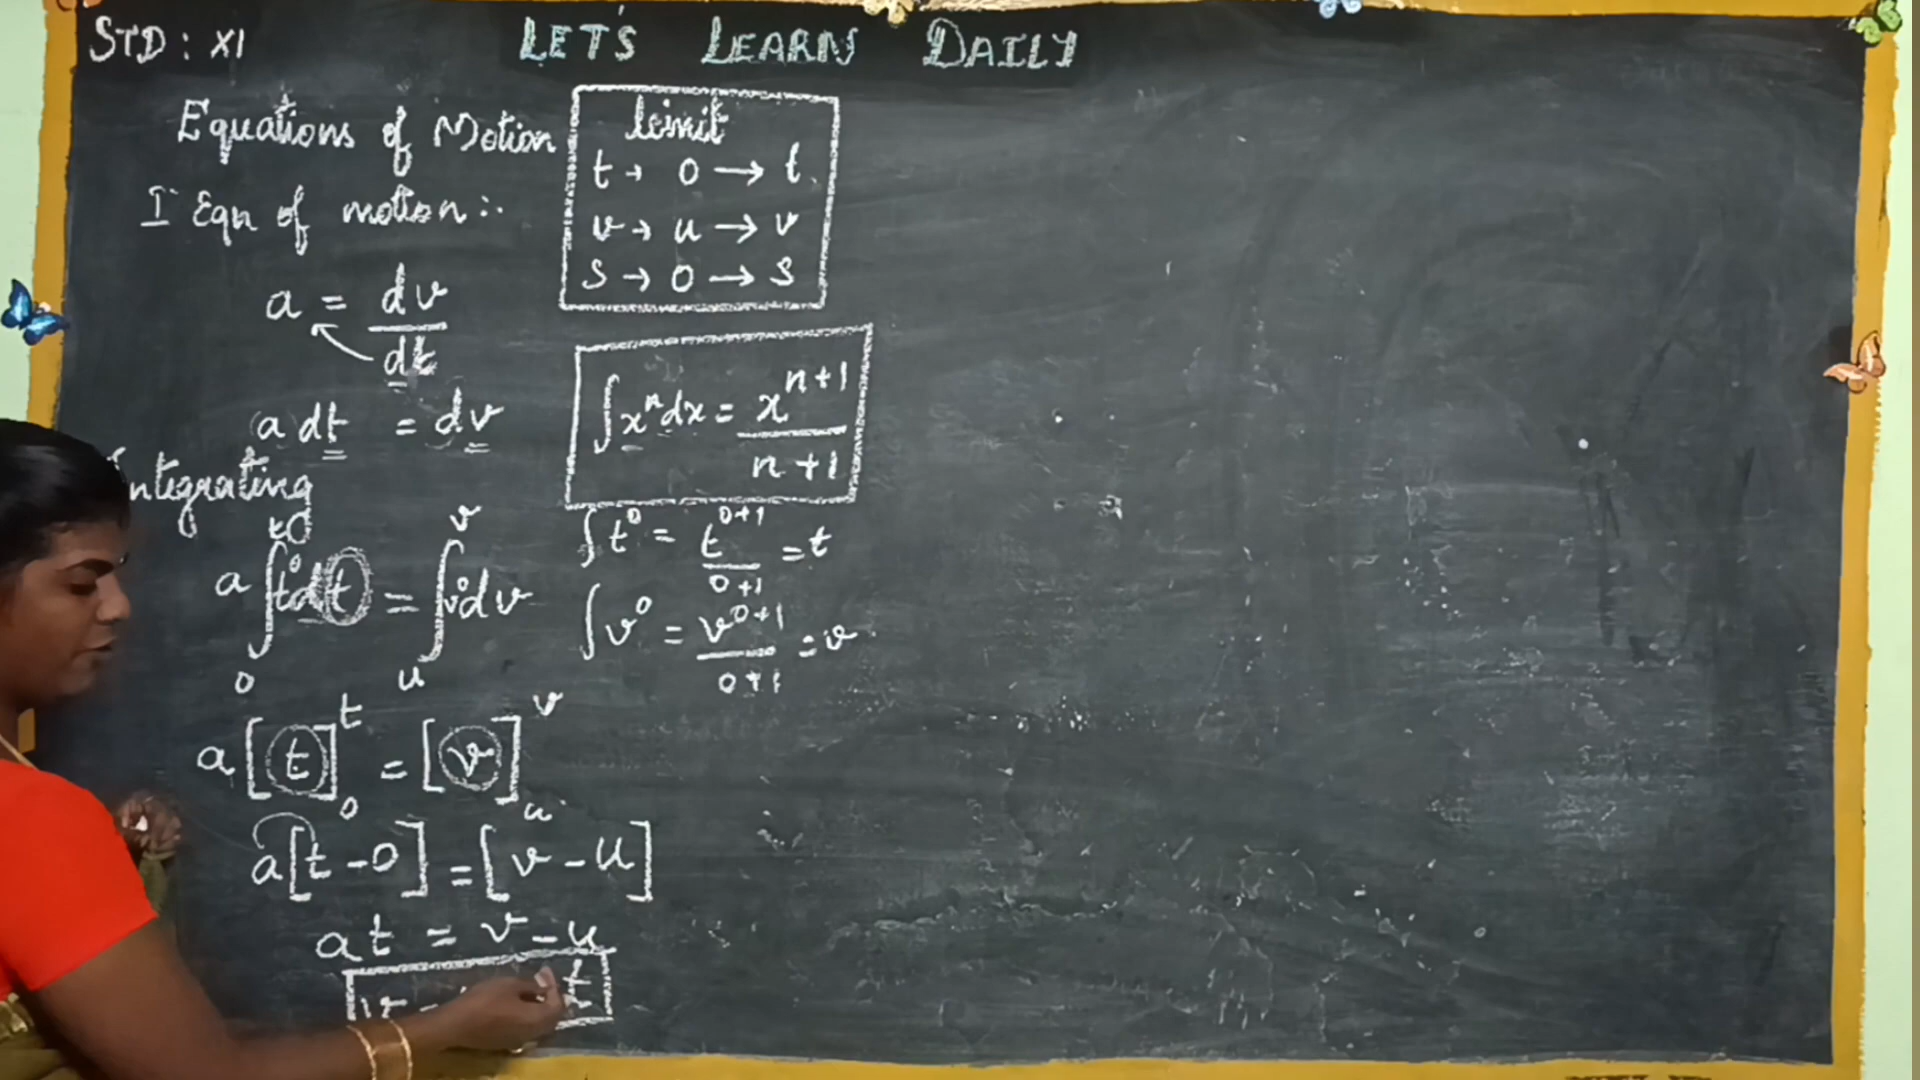 STD : XI
LET'S LEARN DAILY
Equations of Motion
I Eqn of motion :-
a = dv/dt
a dt = dv
Integrating
a ∫₀ᵗ t⁰dt = ∫ᵤᵛ v⁰dv
a [t]₀ᵗ = [v]ᵤᵛ
a[t - 0] = [v - u]
at = v - u
limit
t → 0 → t
v → u → v
S → 0 → S
∫xⁿdx = xⁿ⁺¹/n+1
∫t⁰ = t⁰⁺¹/0+1 = t
∫v⁰ = v⁰⁺¹/0+1 = v